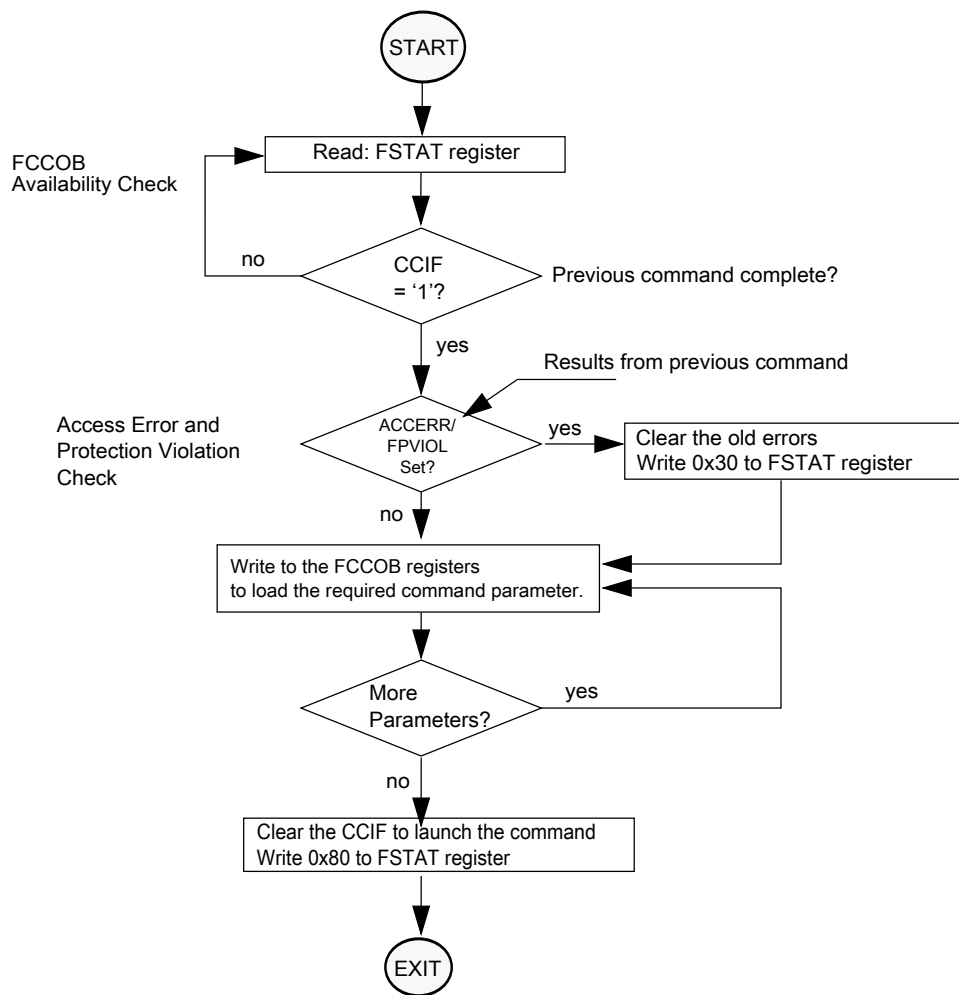 START
Read: FSTAT register
FCCOB
Availability Check
no
CCIF
= ‘1’?
Previous command complete?
yes
Results from previous command
Access Error and
Protection Violation
Check
ACCERR/
FPVIOL
Set?
yes
Clear the old errors
Write 0x30 to FSTAT register
no
Write to the FCCOB registers
to load the required command parameter.
More
Parameters?
yes
no
Clear the CCIF to launch the command
Write 0x80 to FSTAT register
EXIT